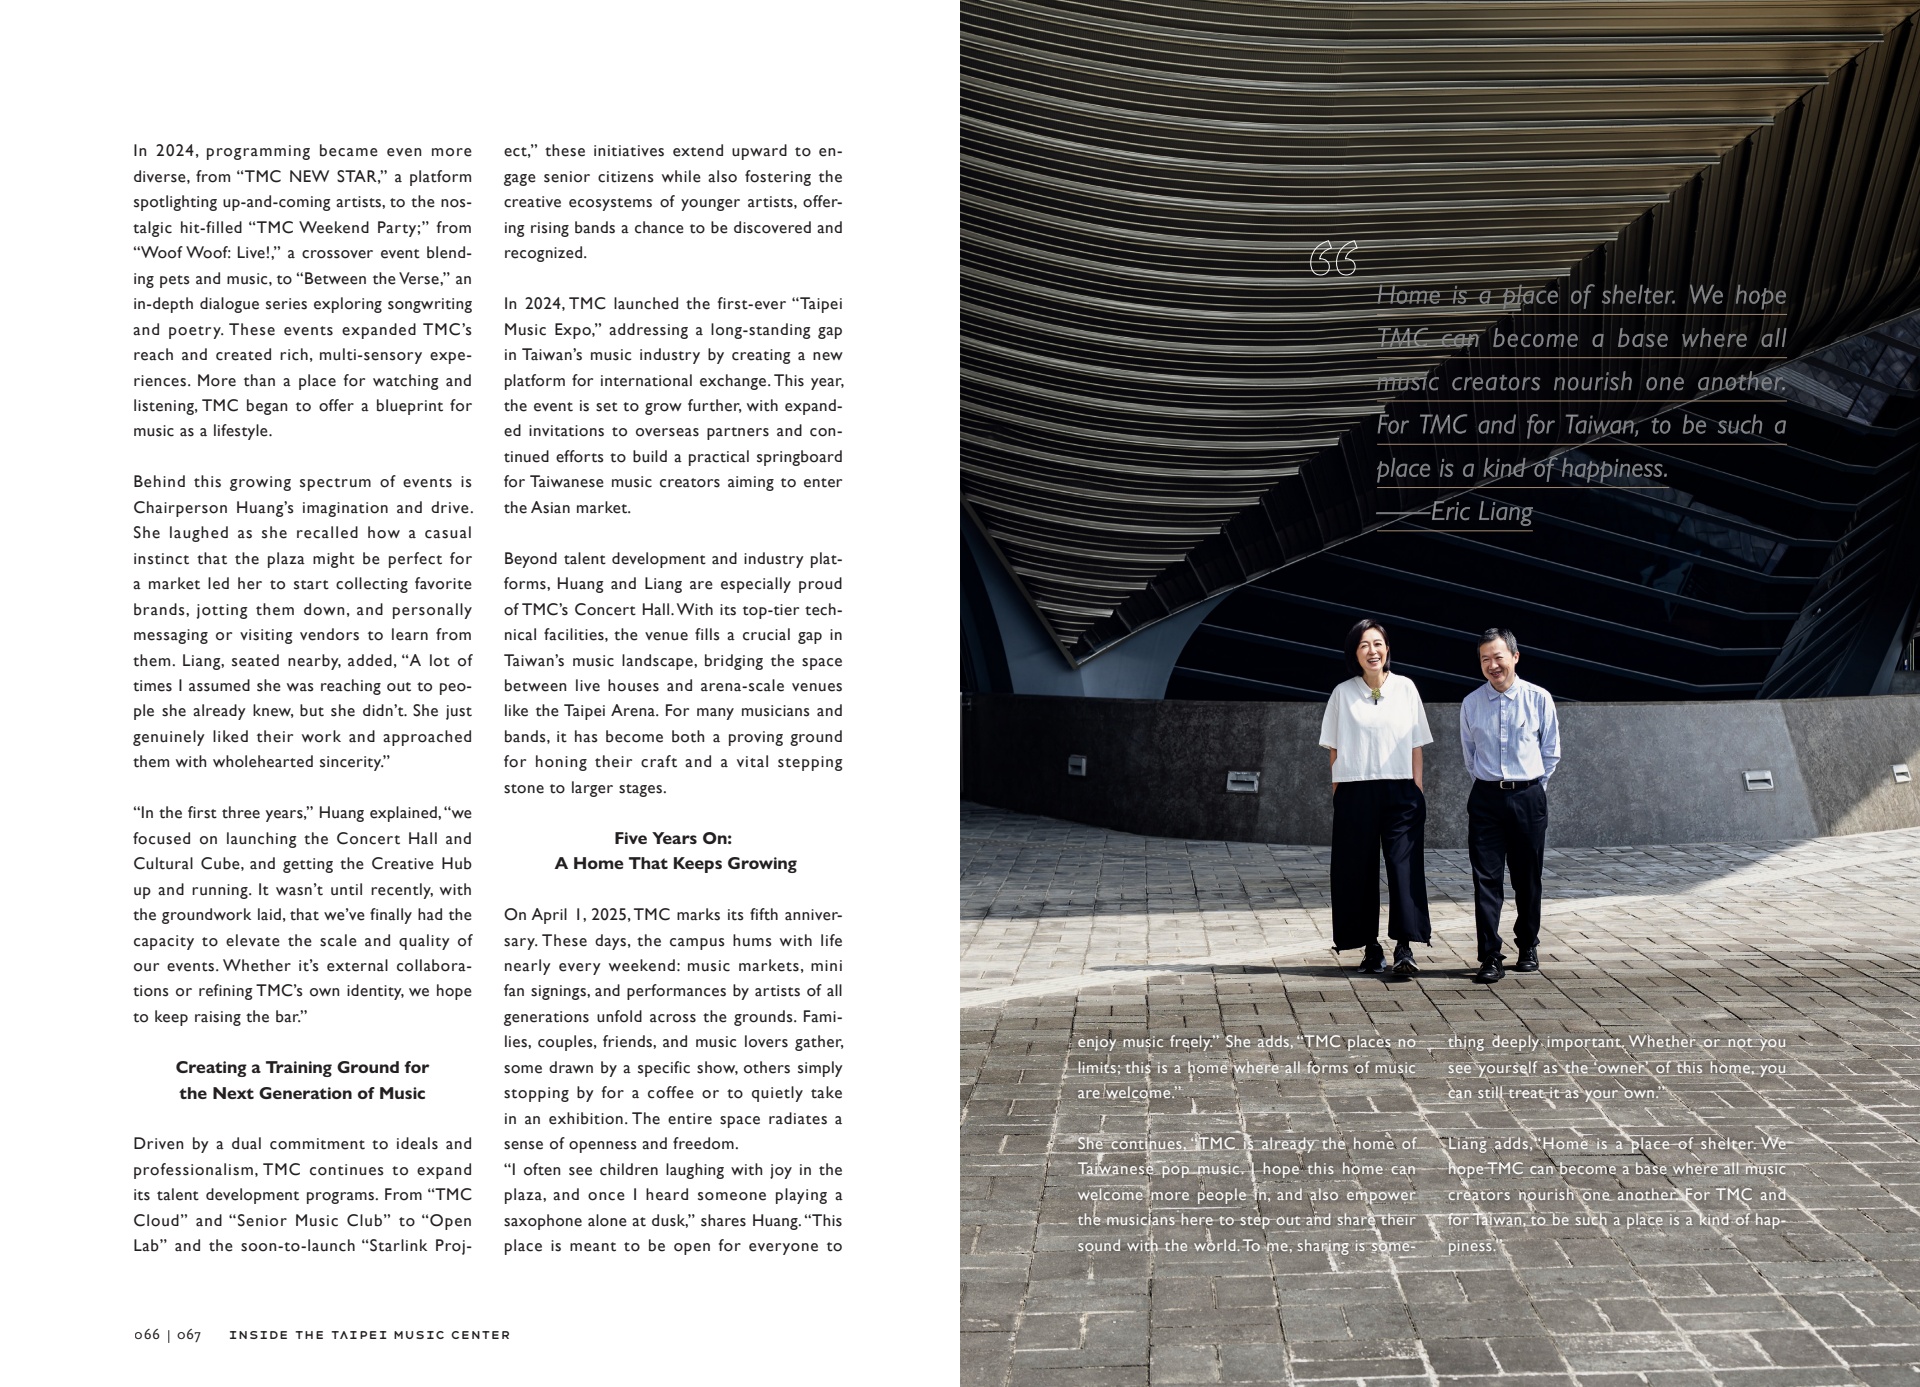 In 2024, programming became even more
diverse, from “TMC NEW STAR,” a platform
spotlighting up-and-coming artists, to the nos-
talgic hit-filled “TMC Weekend Party;” from
“Woof Woof: Live!,” a crossover event blend-
ing pets and music, to “Between the Verse,” an
in-depth dialogue series exploring songwriting
and poetry. These events expanded TMC’s
reach and created rich, multi-sensory expe-
riences. More than a place for watching and
listening, TMC began to offer a blueprint for
music as a lifestyle.
Behind this growing spectrum of events is
Chairperson Huang’s imagination and drive.
She laughed as she recalled how a casual
instinct that the plaza might be perfect for
a market led her to start collecting favorite
brands, jotting them down, and personally
messaging or visiting vendors to learn from
them. Liang, seated nearby, added, “A lot of
times I assumed she was reaching out to peo-
ple she already knew, but she didn’t. She just
genuinely liked their work and approached
them with wholehearted sincerity.”
“In the first three years,” Huang explained, “we
focused on launching the Concert Hall and
Cultural Cube, and getting the Creative Hub
up and running. It wasn’t until recently, with
the groundwork laid, that we’ve finally had the
capacity to elevate the scale and quality of
our events. Whether it’s external collabora-
tions or refining TMC’s own identity, we hope
to keep raising the bar.”
Creating a Training Ground for
the Next Generation of Music
Driven by a dual commitment to ideals and
professionalism, TMC continues to expand
its talent development programs. From “TMC
Cloud” and “Senior Music Club” to “Open
Lab” and the soon-to-launch “Starlink Proj-
ect,” these initiatives extend upward to en-
gage senior citizens while also fostering the
creative ecosystems of younger artists, offer-
ing rising bands a chance to be discovered and
recognized.
In 2024, TMC launched the first-ever “Taipei
Music Expo,” addressing a long-standing gap
in Taiwan’s music industry by creating a new
platform for international exchange. This year,
the event is set to grow further, with expand-
ed invitations to overseas partners and con-
tinued efforts to build a practical springboard
for Taiwanese music creators aiming to enter
the Asian market.
Beyond talent development and industry plat-
forms, Huang and Liang are especially proud
of TMC’s Concert Hall. With its top-tier tech-
nical facilities, the venue fills a crucial gap in
Taiwan’s music landscape, bridging the space
between live houses and arena-scale venues
like the Taipei Arena. For many musicians and
bands, it has become both a proving ground
for honing their craft and a vital stepping
stone to larger stages.
Five Years On:
A Home That Keeps Growing
On April 1, 2025, TMC marks its fifth anniver-
sary. These days, the campus hums with life
nearly every weekend: music markets, mini
fan signings, and performances by artists of all
generations unfold across the grounds. Fami-
lies, couples, friends, and music lovers gather,
some drawn by a specific show, others simply
stopping by for a coffee or to quietly take
in an exhibition. The entire space radiates a
sense of openness and freedom.
“I often see children laughing with joy in the
plaza, and once I heard someone playing a
saxophone alone at dusk,” shares Huang. “This
place is meant to be open for everyone to
066 | 067 INSIDE THE TAIPEI MUSIC CENTER
“
Home is a place of shelter. We hope
TMC can become a base where all
music creators nourish one another.
For TMC and for Taiwan, to be such a
place is a kind of happiness.
——Eric Liang
enjoy music freely.” She adds, “TMC places no
limits; this is a home where all forms of music
are welcome.”
She continues, “TMC is already the home of
Taiwanese pop music. I hope this home can
welcome more people in, and also empower
the musicians here to step out and share their
sound with the world. To me, sharing is some-
thing deeply important. Whether or not you
see yourself as the ‘owner’ of this home, you
can still treat it as your own.”
Liang adds, “Home is a place of shelter. We
hope TMC can become a base where all music
creators nourish one another. For TMC and
for Taiwan, to be such a place is a kind of hap-
piness.”